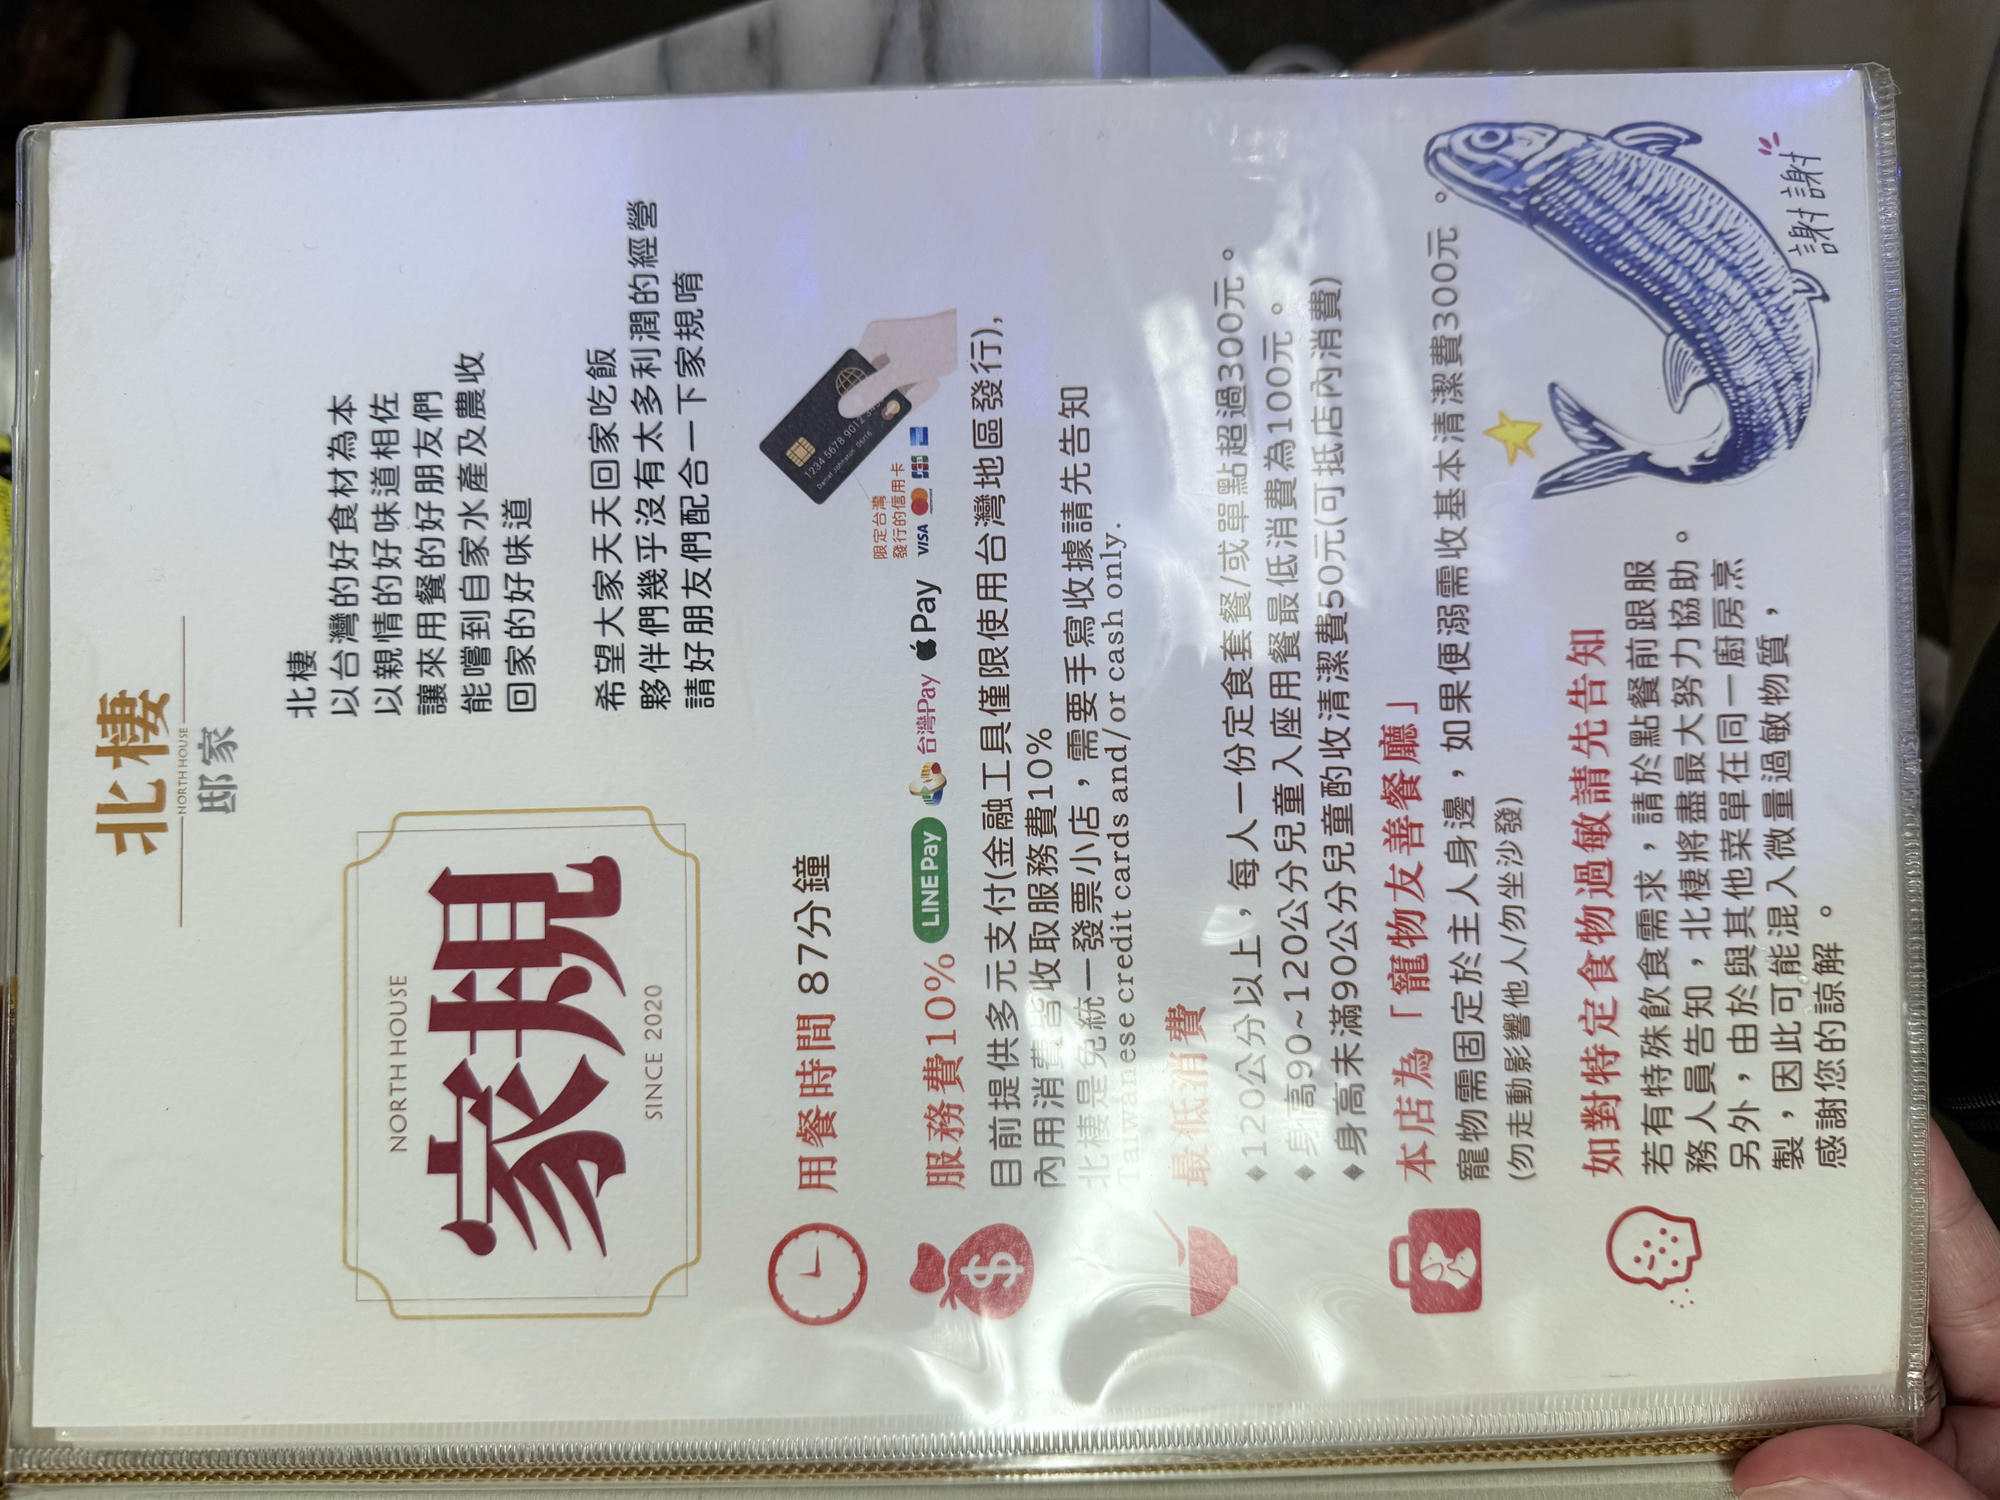 北棲
NORTH HOUSE
邸家
NORTH HOUSE
家規
SINCE 2020
北棲
以台灣的好食材為本
以親情的好味道相佐
讓來用餐的好朋友們
能嚐到自家水產及農收
回家的好味道
希望大家天天回家吃飯
夥伴們幾乎沒有太多利潤的經營
請好朋友們配合一下家規唷
用餐時間 87分鐘
服務費10% LINE Pay 台灣Pay Pay
限定台灣
發行的信用卡
VISA JCB
1234 5678 9012 345
目前提供多元支付(金融工具僅限使用台灣地區發行),
內用消費皆收取服務費10%
北棲是免統一發票小店，需要手寫收據請先告知
Taiwanese credit cards and/or cash only.
最低消費
◆120公分以上，每人一份定食套餐/或單點超過300元。
◆身高90~120公分兒童入座用餐最低消費為100元。
◆身高未滿90公分兒童酌收清潔費50元(可抵店內消費)
本店為「寵物友善餐廳」
寵物需固定於主人身邊，如果便溺需收基本清潔費300元。
(勿走動影響他人/勿坐沙發)
如對特定食物過敏請先告知
若有特殊飲食需求，請於點餐前跟服
務人員告知，北棲將盡最大努力協助。
另外，由於與其他菜單在同一廚房烹
製，因此可能混入微量過敏物質，
感謝您的諒解。
謝謝